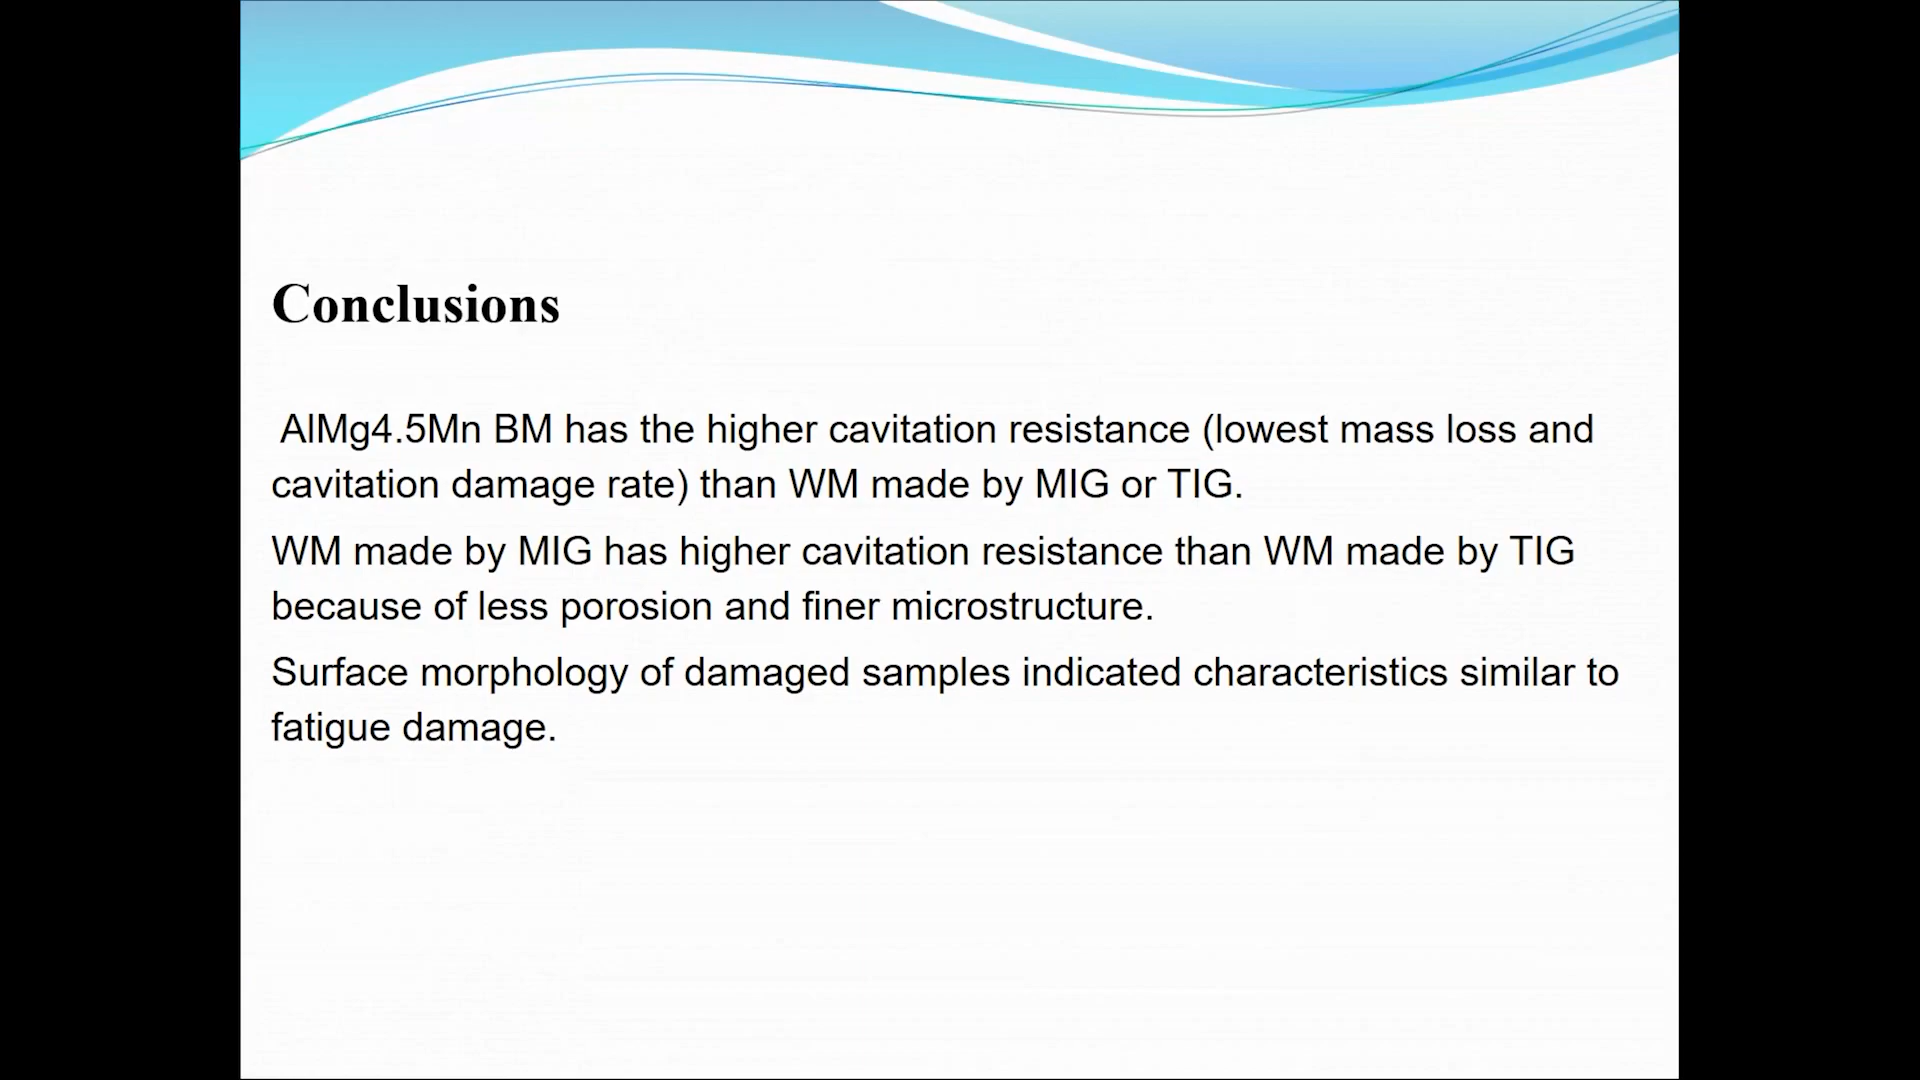 Conclusions
AlMg4.5Mn BM has the higher cavitation resistance (lowest mass loss and
cavitation damage rate) than WM made by MIG or TIG.
WM made by MIG has higher cavitation resistance than WM made by TIG
because of less porosion and finer microstructure.
Surface morphology of damaged samples indicated characteristics similar to
fatigue damage.